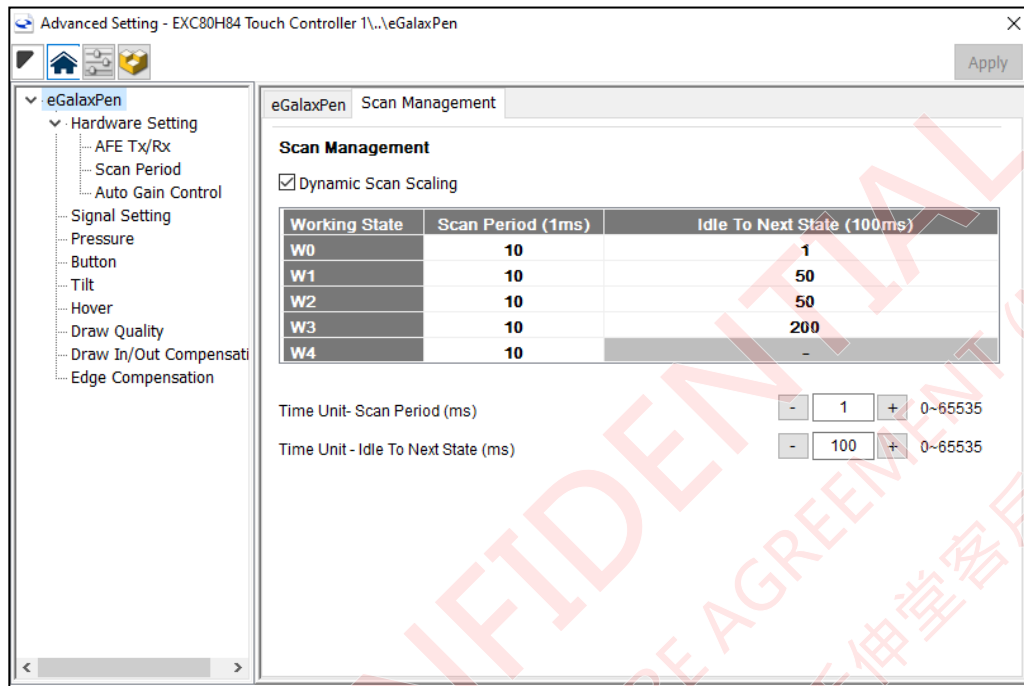 Advanced Setting - EXC80H84 Touch Controller 1\..\eGalaxPen
Apply
eGalaxPen
Hardware Setting
AFE Tx/Rx
Scan Period
Auto Gain Control
Signal Setting
Pressure
Button
Tilt
Hover
Draw Quality
Draw In/Out Compensati
Edge Compensation
eGalaxPen Scan Management
Scan Management
Dynamic Scan Scaling
Working State Scan Period (1ms) Idle To Next State (100ms)
W0 10 1
W1 10 50
W2 10 50
W3 10 200
W4 10 -
Time Unit- Scan Period (ms) - 1 + 0~65535
Time Unit - Idle To Next State (ms) - 100 + 0~65535
NFIDENTIAL
RE AGREEMENT (